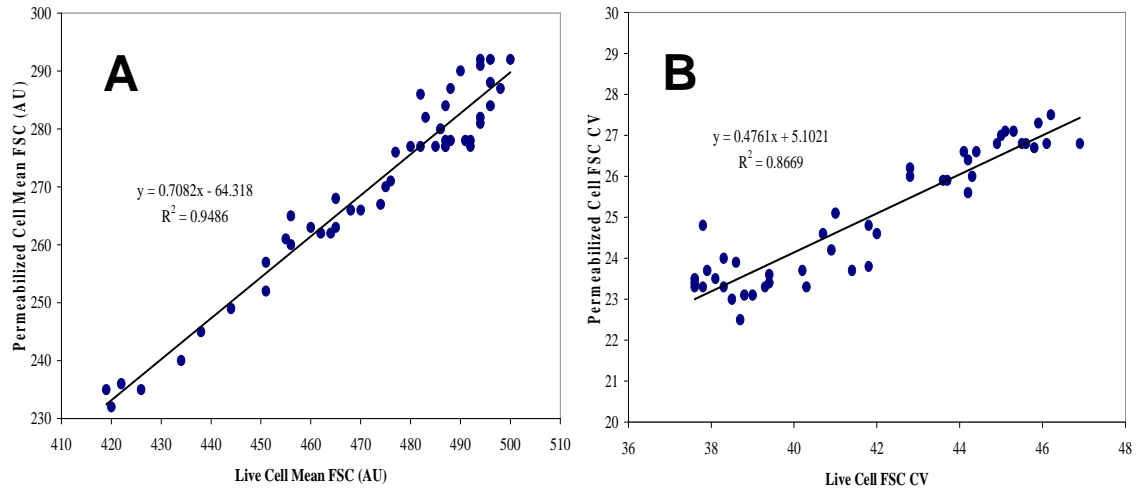 A
Permeabilized Cell Mean FSC (AU)
300
290
280
270
260
250
240
230
y = 0.7082x - 64.318
R² = 0.9486
410 420 430 440 450 460 470 480 490 500 510
Live Cell Mean FSC (AU)
B
Permeabilized Cell FSC CV
30
29
28
27
26
25
24
23
22
21
20
y = 0.4761x + 5.1021
R² = 0.8669
36 38 40 42 44 46 48
Live Cell FSC CV